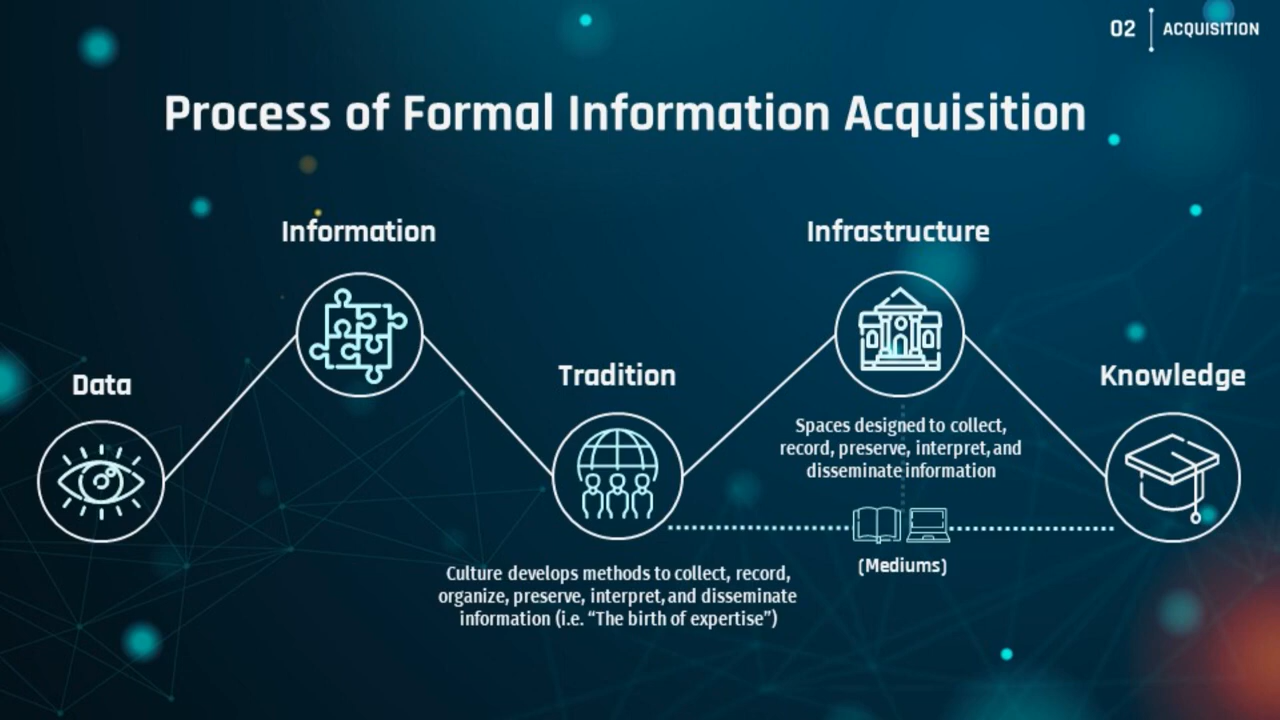 02 | ACQUISITION
Process of Formal Information Acquisition
Information
Infrastructure
Data
Tradition
Knowledge
Spaces designed to collect,
record, preserve, interpret, and
disseminate information
(Mediums)
Culture develops methods to collect, record,
organize, preserve, interpret, and disseminate
information (i.e. “The birth of expertise”)